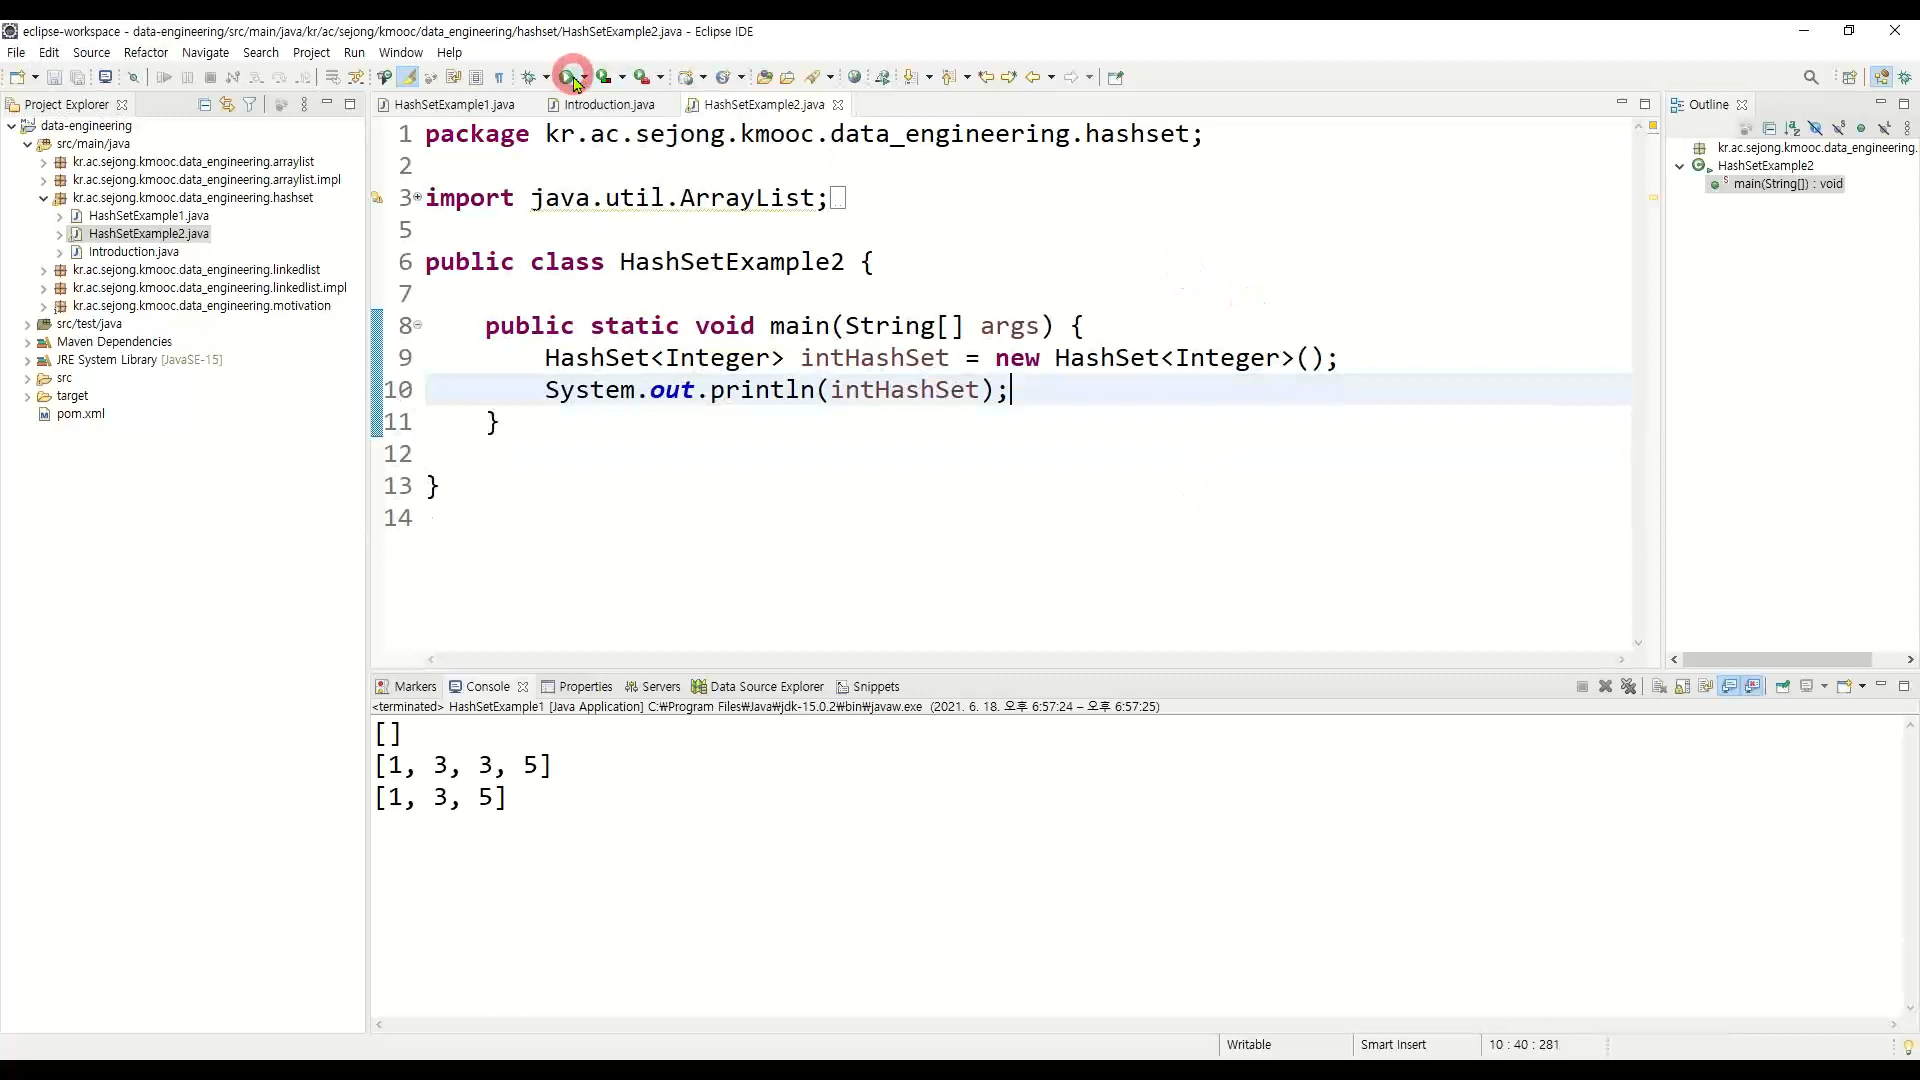 eclipse-workspace - data-engineering/src/main/java/kr/ac/sejong/kmooc/data_engineering/hashset/HashSetExample2.java - Eclipse IDE
File Edit Source Refactor Navigate Search Project Run Window Help
Project Explorer
HashSetExample1.java Introduction.java HashSetExample2.java
Outline
data-engineering
src/main/java
kr.ac.sejong.kmooc.data_engineering.arraylist
kr.ac.sejong.kmooc.data_engineering.arraylist.impl
kr.ac.sejong.kmooc.data_engineering.hashset
HashSetExample1.java
HashSetExample2.java
Introduction.java
kr.ac.sejong.kmooc.data_engineering.linkedlist
kr.ac.sejong.kmooc.data_engineering.linkedlist.impl
kr.ac.sejong.kmooc.data_engineering.motivation
src/test/java
Maven Dependencies
JRE System Library [JavaSE-15]
src
target
pom.xml
1 package kr.ac.sejong.kmooc.data_engineering.hashset;
2
3 import java.util.ArrayList;
5
6 public class HashSetExample2 {
7
8 public static void main(String[] args) {
9 HashSet<Integer> intHashSet = new HashSet<Integer>();
10 System.out.println(intHashSet);
11 }
12
13 }
14
kr.ac.sejong.kmooc.data_engineering.
HashSetExample2
S main(String[]) : void
Markers Console Properties Servers Data Source Explorer Snippets
<terminated> HashSetExample1 [Java Application] C:₩Program Files₩Java₩jdk-15.0.2₩bin₩javaw.exe (2021. 6. 18. 오후 6:57:24 – 오후 6:57:25)
[]
[1, 3, 3, 5]
[1, 3, 5]
Writable Smart Insert 10 : 40 : 281